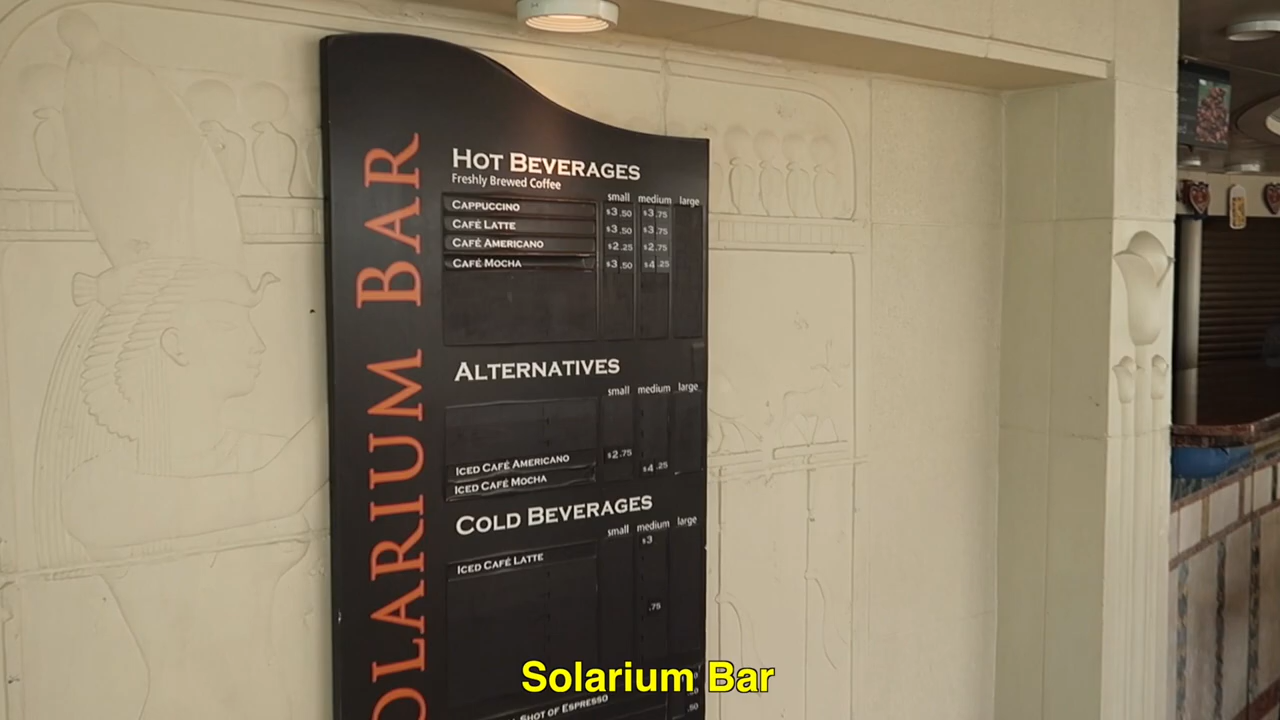 OLARIUM BAR
HOT BEVERAGES
Freshly Brewed Coffee
small medium large
CAPPUCCINO $3.50 $3.75
CAFÉ LATTE $3.50 $3.75
CAFÉ AMERICANO $2.25 $2.75
CAFÉ MOCHA $3.50 $4.25
ALTERNATIVES
small medium large
ICED CAFÉ AMERICANO $2.75
ICED CAFÉ MOCHA $4.25
COLD BEVERAGES
small medium large
$3
ICED CAFÉ LATTE
.75
SHOT OF ESPRESSO .50
Solarium Bar